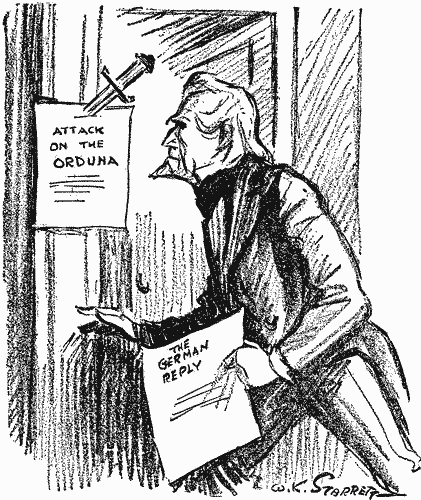 ATTACK
ON THE
ORDUNA
THE
GERMAN
REPLY
W.K. STARRETT